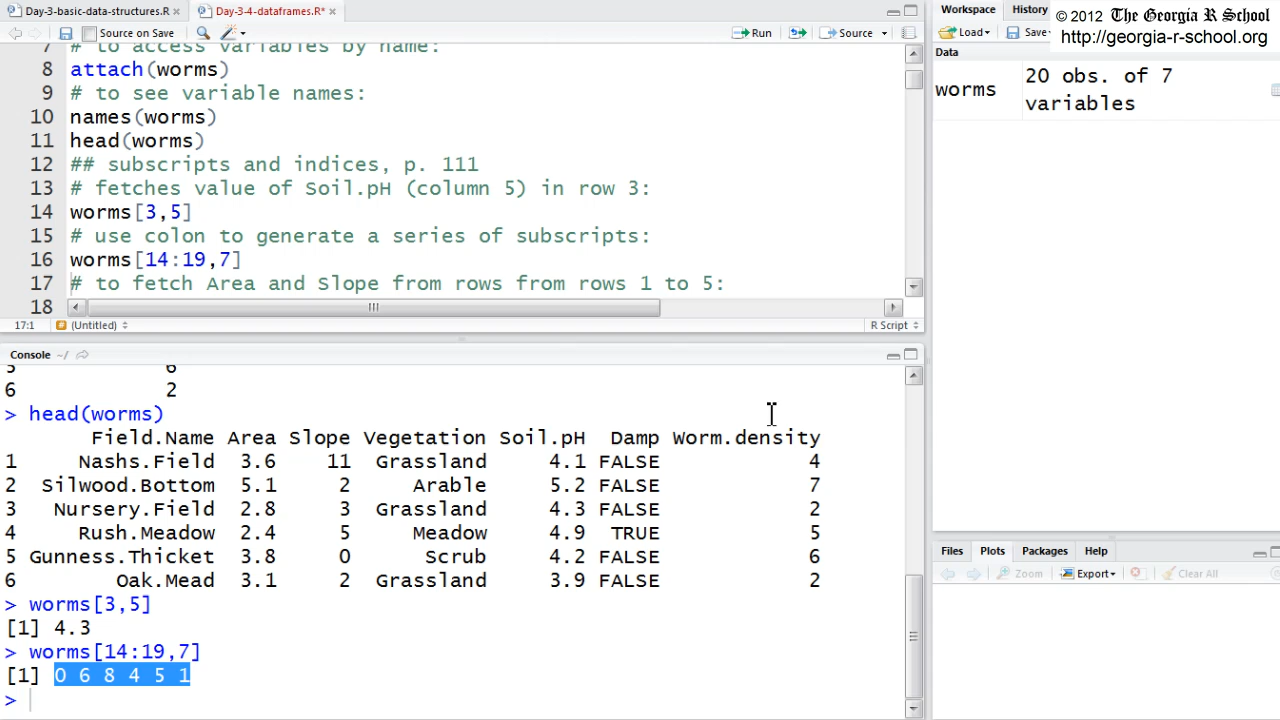 Day-3-basic-data-structures.R
Day-3-4-dataframes.R*
Workspace
History
© 2012 The Georgia R School
http://georgia-r-school.org
Source on Save
Run
Source
Load
Save
Data
7 # to access variables by name:
8 attach(worms)
9 # to see variable names:
10 names(worms)
11 head(worms)
12 ## subscripts and indices, p. 111
13 # fetches value of Soil.pH (column 5) in row 3:
14 worms[3,5]
15 # use colon to generate a series of subscripts:
16 worms[14:19,7]
17 # to fetch Area and Slope from rows from rows 1 to 5:
18
worms 20 obs. of 7
variables
17:1 (Untitled) R Script
Console ~/
5 6
6 2
> head(worms)
Field.Name Area Slope Vegetation Soil.pH Damp Worm.density
1 Nashs.Field 3.6 11 Grassland 4.1 FALSE 4
2 Silwood.Bottom 5.1 2 Arable 5.2 FALSE 7
3 Nursery.Field 2.8 3 Grassland 4.3 FALSE 2
4 Rush.Meadow 2.4 5 Meadow 4.9 TRUE 5
5 Gunness.Thicket 3.8 0 Scrub 4.2 FALSE 6
6 Oak.Mead 3.1 2 Grassland 3.9 FALSE 2
> worms[3,5]
[1] 4.3
> worms[14:19,7]
[1] 0 6 8 4 5 1
>
Files Plots Packages Help
Zoom Export Clear All